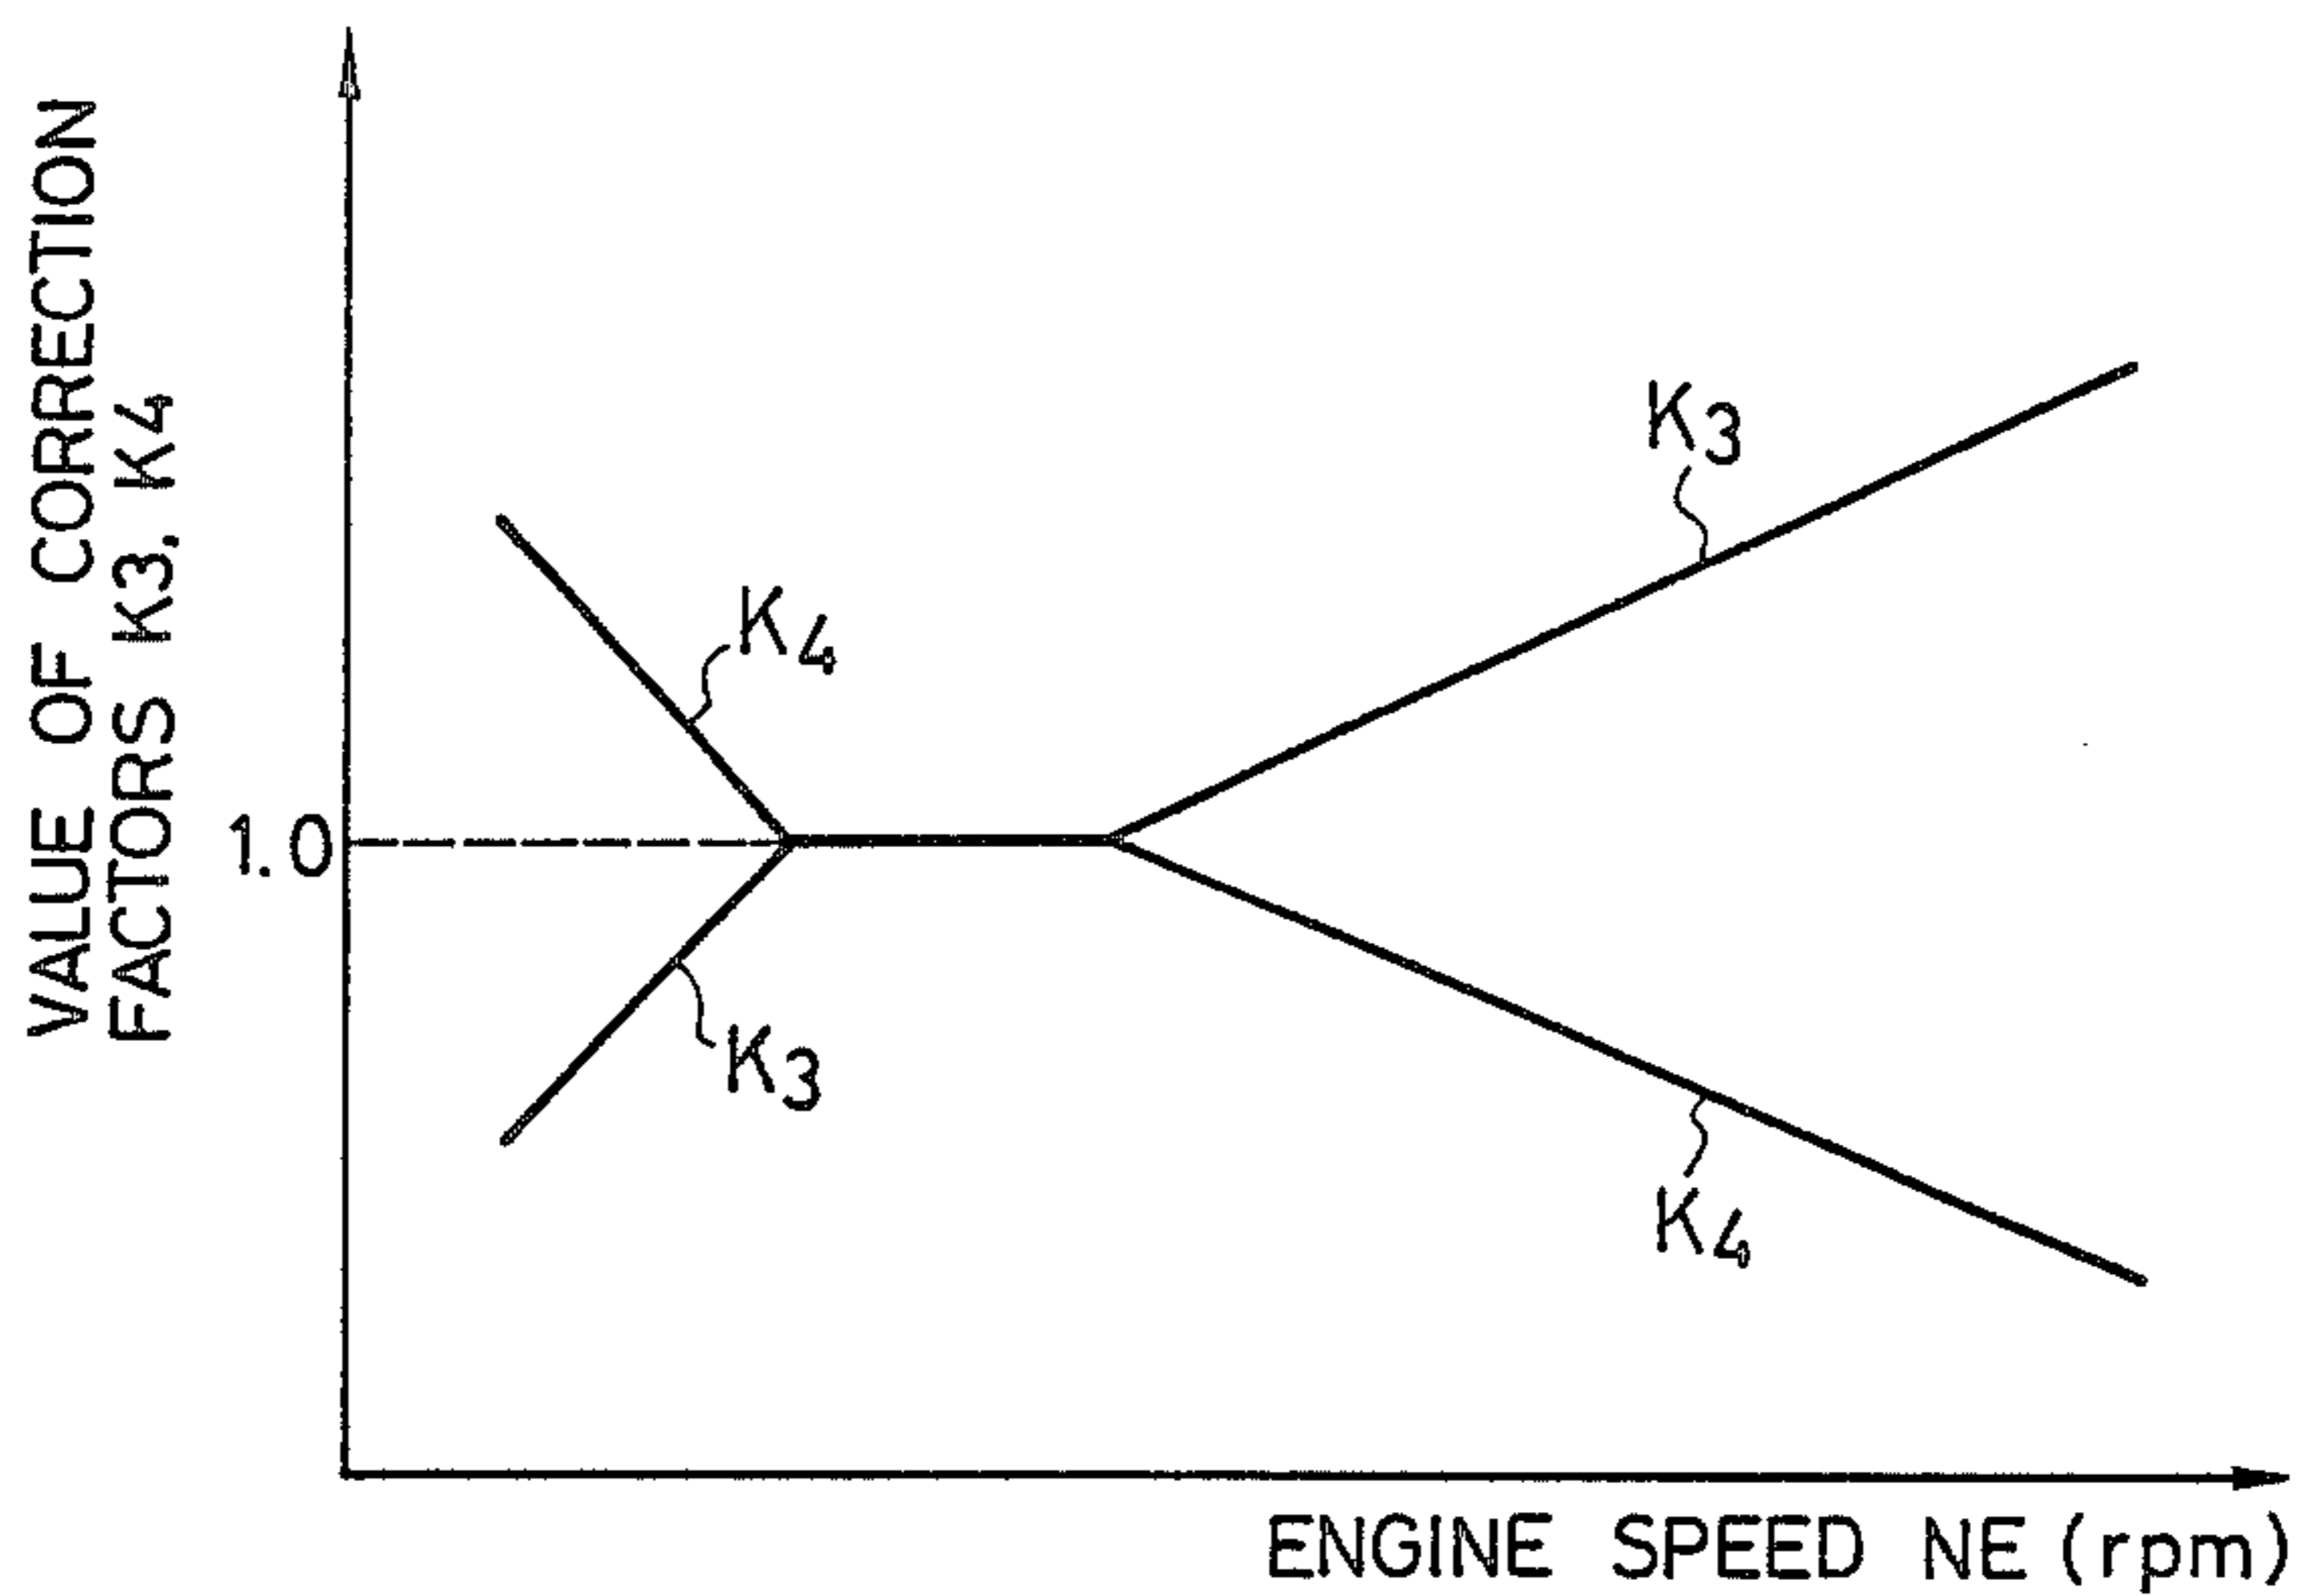 VALUE OF CORRECTION
FACTORS K3, K4
1.0
K4
K3
K3
K4
ENGINE SPEED NE (rpm)